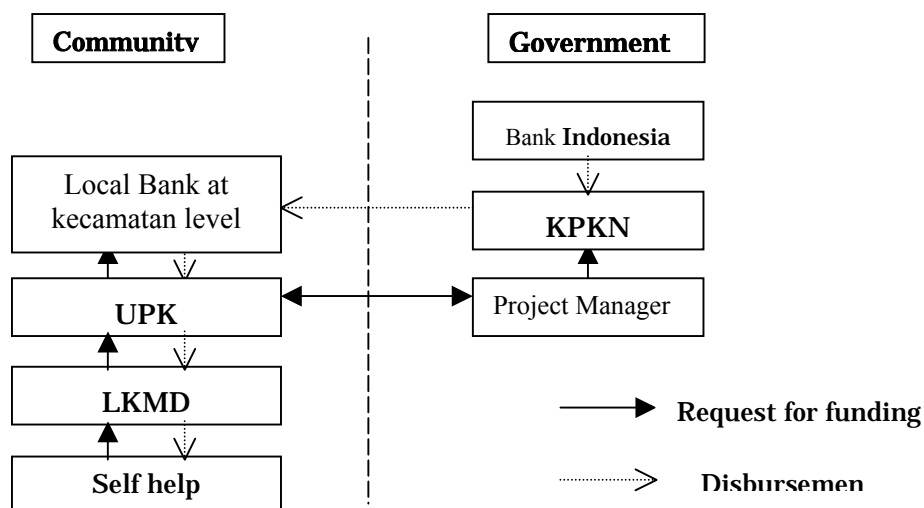 Community
Government
Bank Indonesia
Local Bank at
kecamatan level
KPKN
UPK
Project Manager
LKMD
Request for funding
Self help
Disbursemen